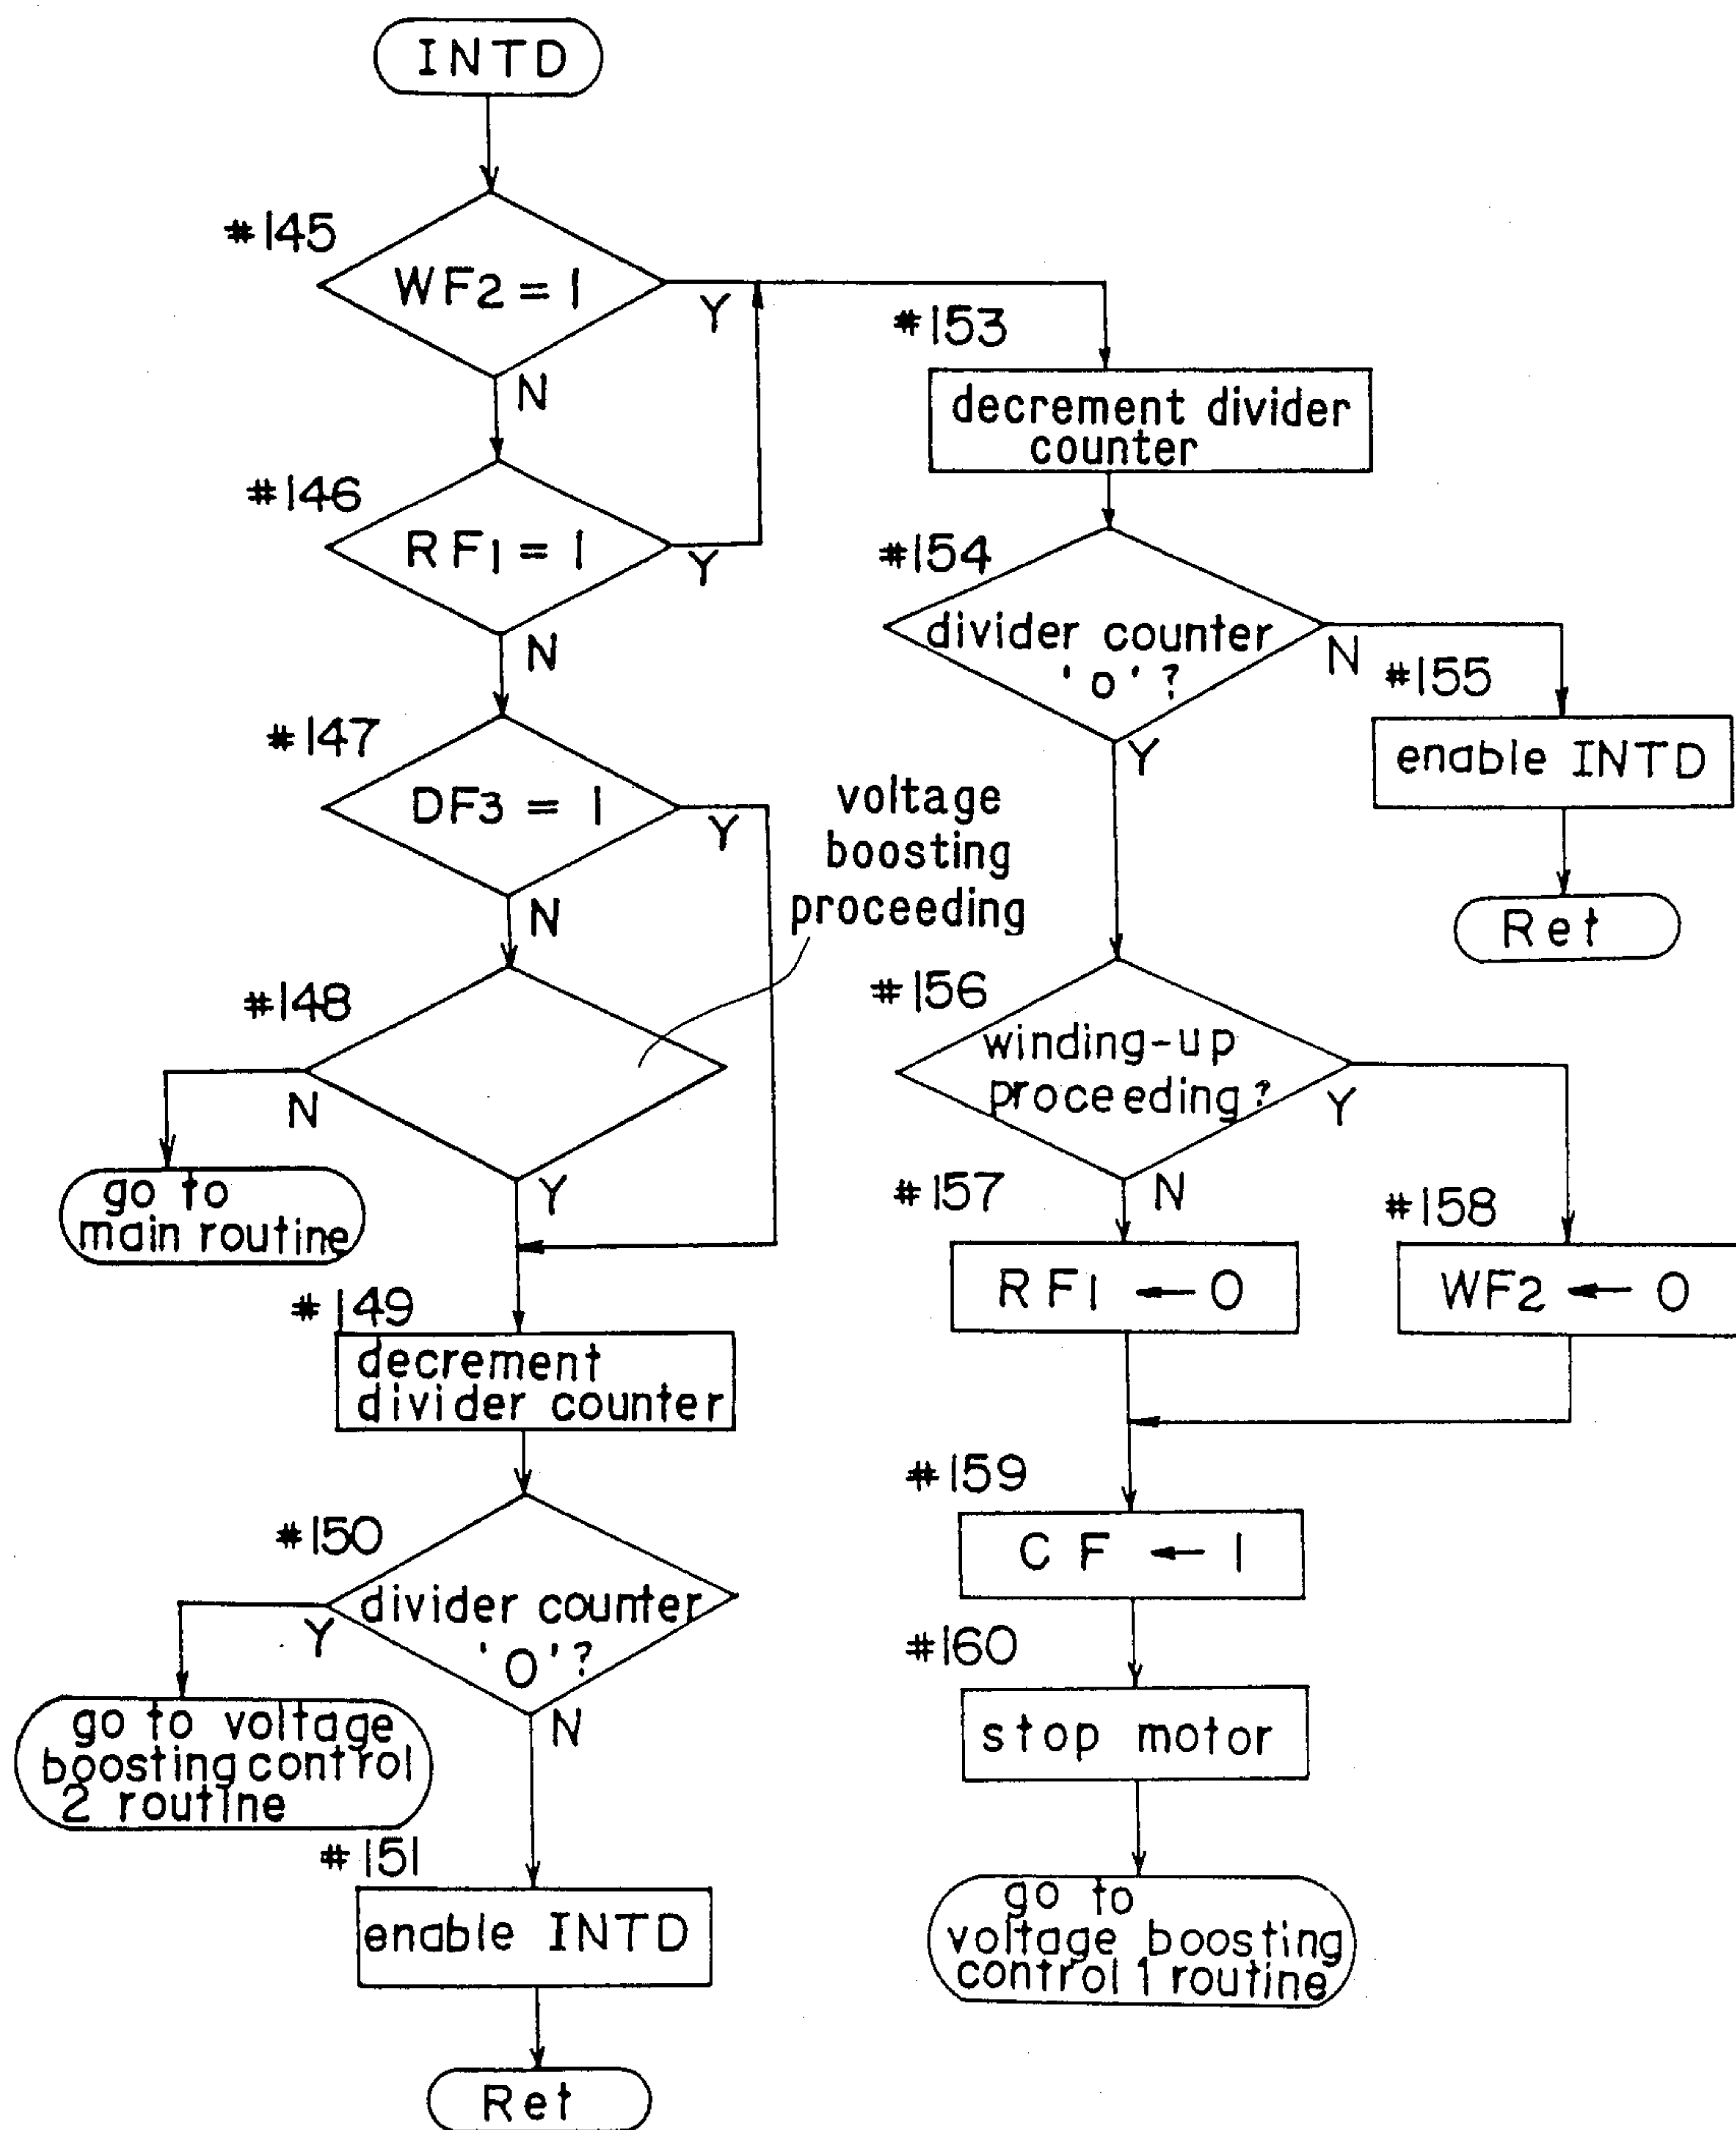 INTD
#145
WF2 = 1
Y
N
#146
RF1 = 1
Y
N
#147
DF3 = 1
Y
N
voltage
boosting
proceeding
#148
N
Y
go to
main routine
#149
decrement
divider counter
#150
divider counter
'0'?
Y
N
go to voltage
boosting control
2 routine
#151
enable INTD
Ret
#153
decrement divider
counter
#154
divider counter
'0'?
N
Y
#155
enable INTD
Ret
#156
winding-up
proceeding?
Y
N
#157
RF1 ← 0
#158
WF2 ← 0
#159
CF ← 1
#160
stop motor
go to
voltage boosting
control 1 routine